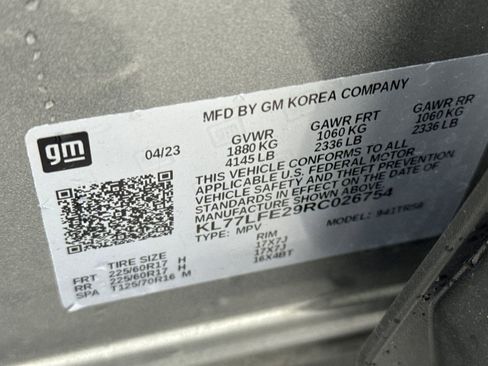 MFD BY GM KOREA COMPANY
gm
04/23
GVWR GAWR FRT GAWR RR
1880 KG 1060 KG 1060 KG
4145 LB 2336 LB 2336 LB
THIS VEHICLE CONFORMS TO ALL
APPLICABLE U.S. FEDERAL MOTOR
VEHICLE SAFETY AND THEFT PREVENTION
STANDARDS IN EFFECT ON THE DATE OF
MANUFACTURE SHOWN ABOVE.
KL77LFE29RC026754
TYPE: MPV MODEL:
TIRE SIZE RIM
FRT 225/60R17 H 17X7J
RR 225/60R17 H 17X7J
SPA T125/70R16 M 16X4BT